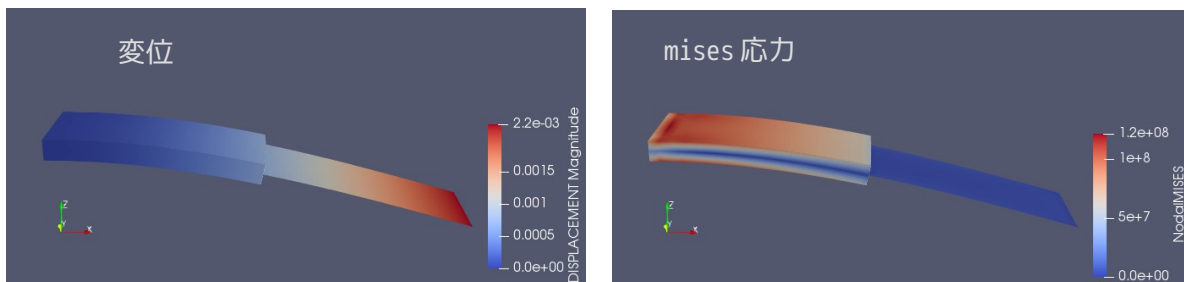 変位
2.2e-03
0.0015
0.001
0.0005
0.0e+00
DISPLACEMENT Magnitude
Z
Y
X
mises 応力
1.2e+08
1e+8
5e+7
0.0e+00
NodalMISES
Z
Y
X